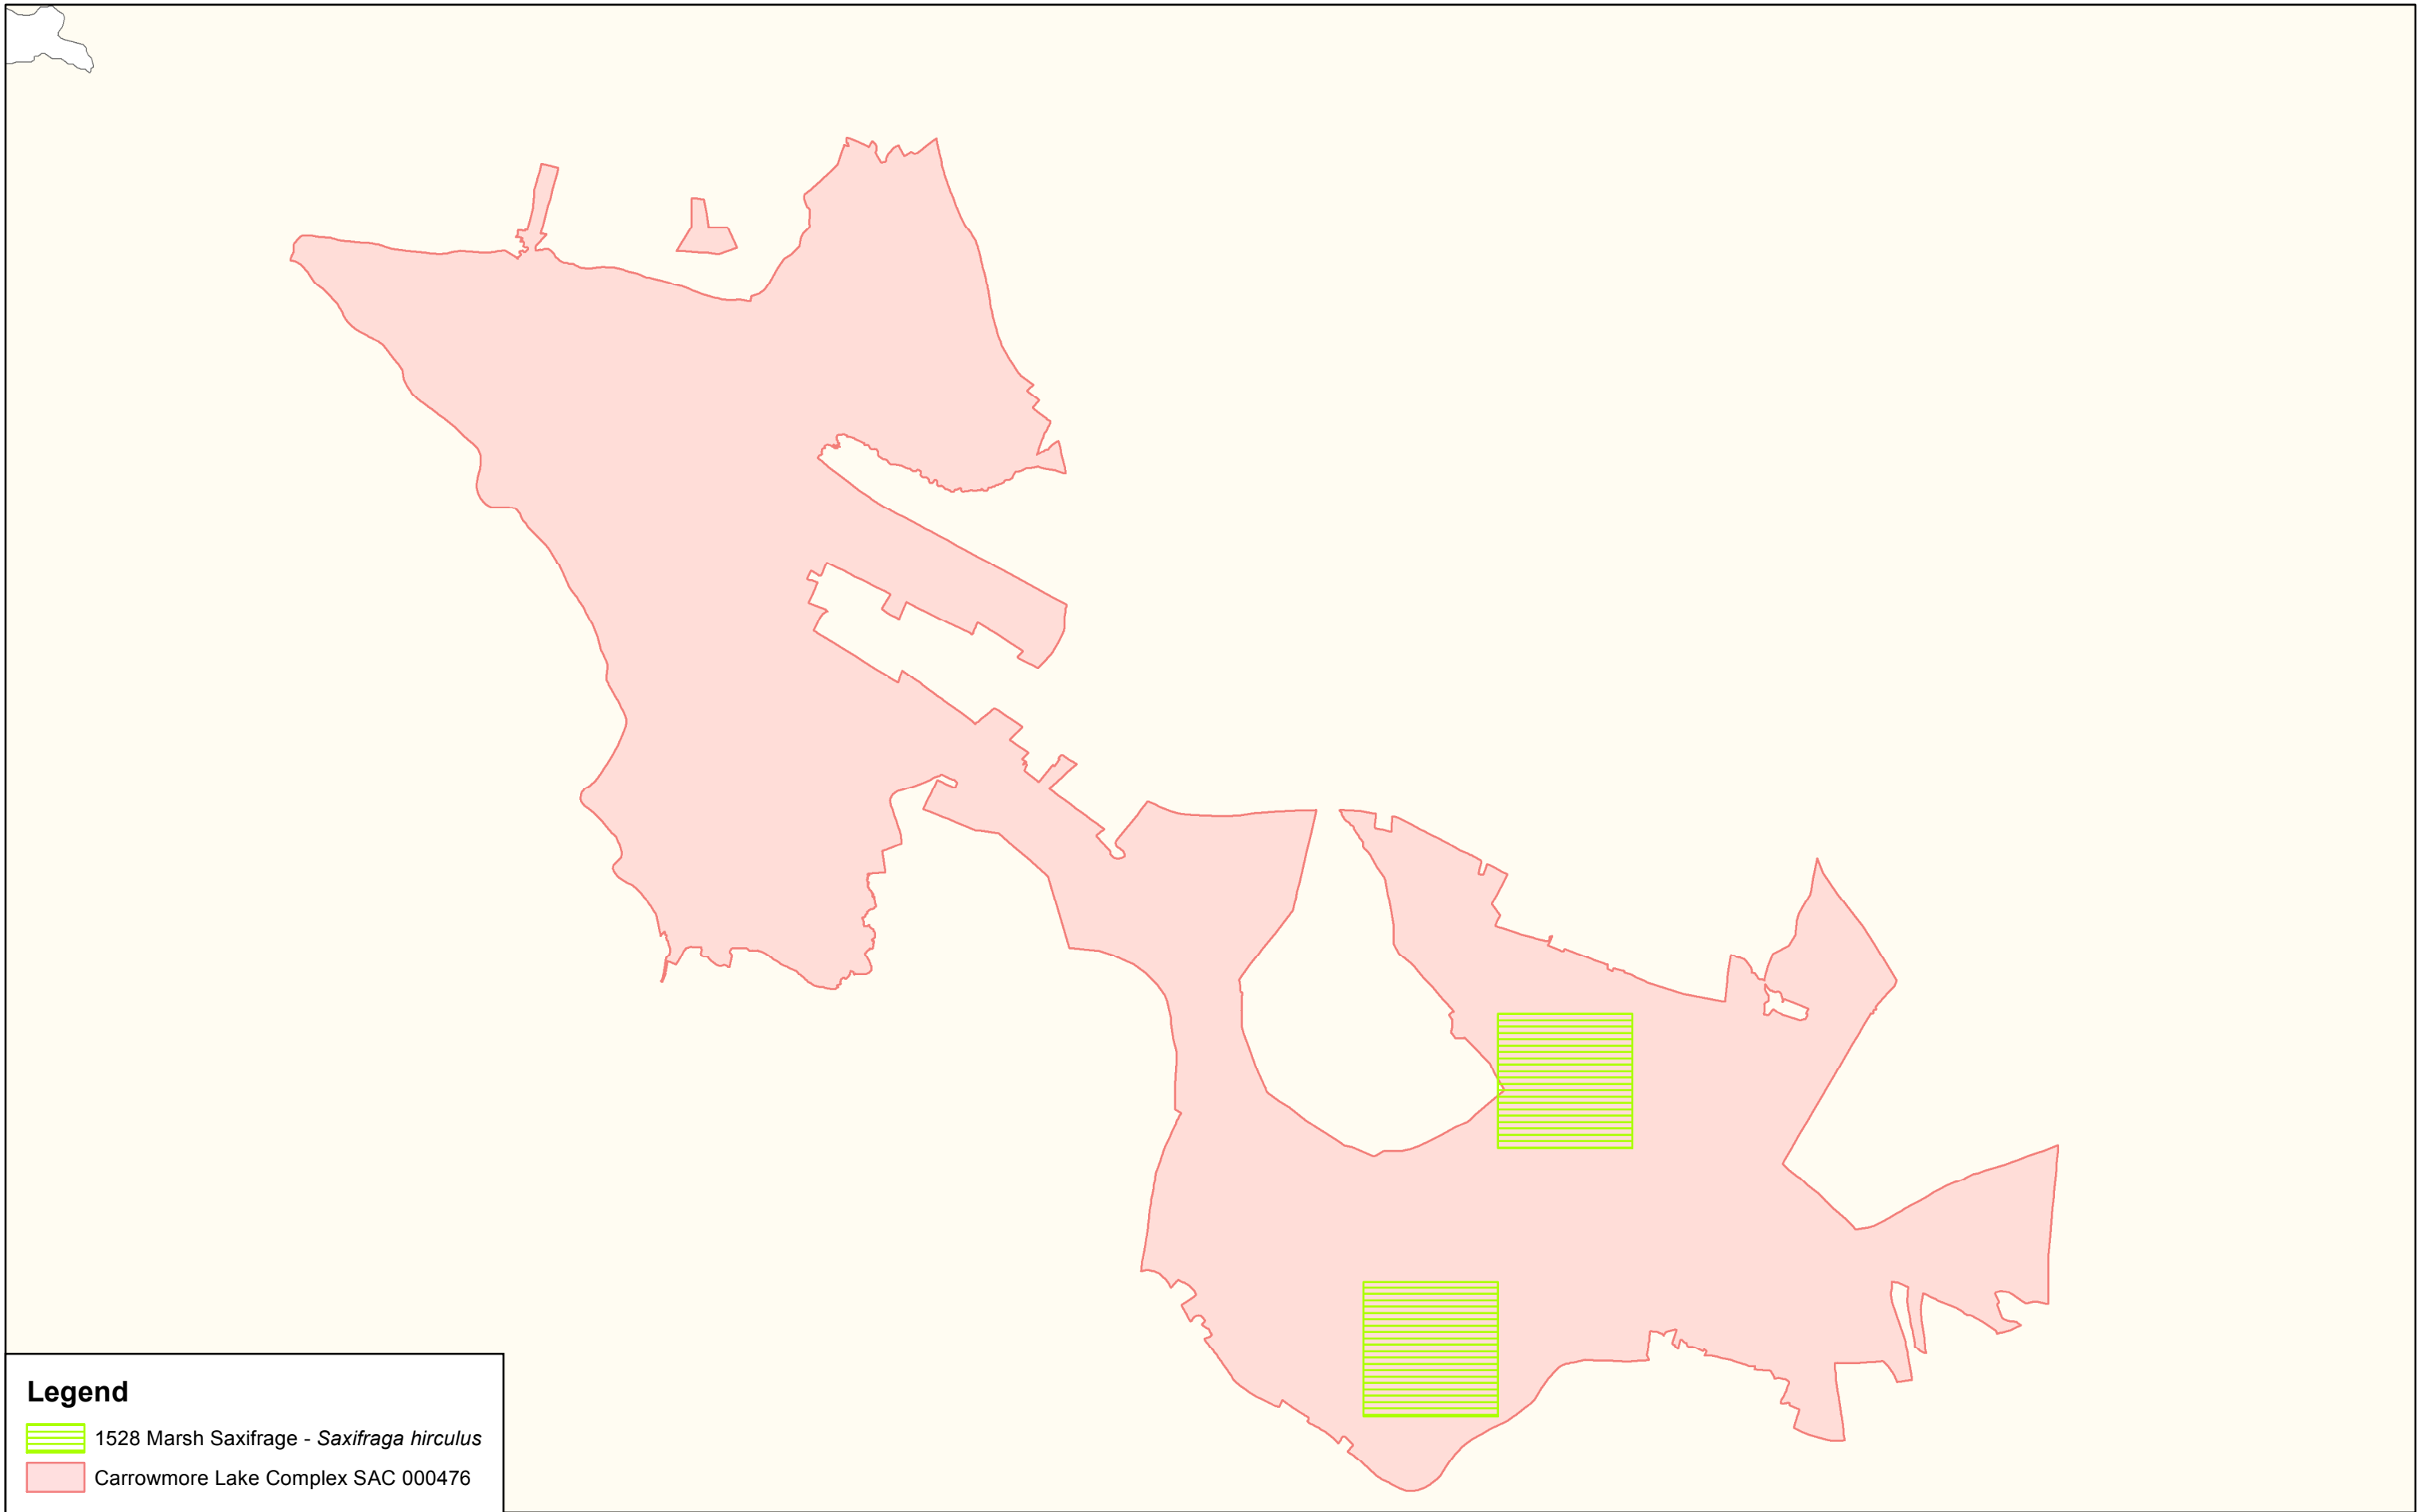 Legend
1528 Marsh Saxifrage - Saxifraga hirculus
Carrowmore Lake Complex SAC 000476